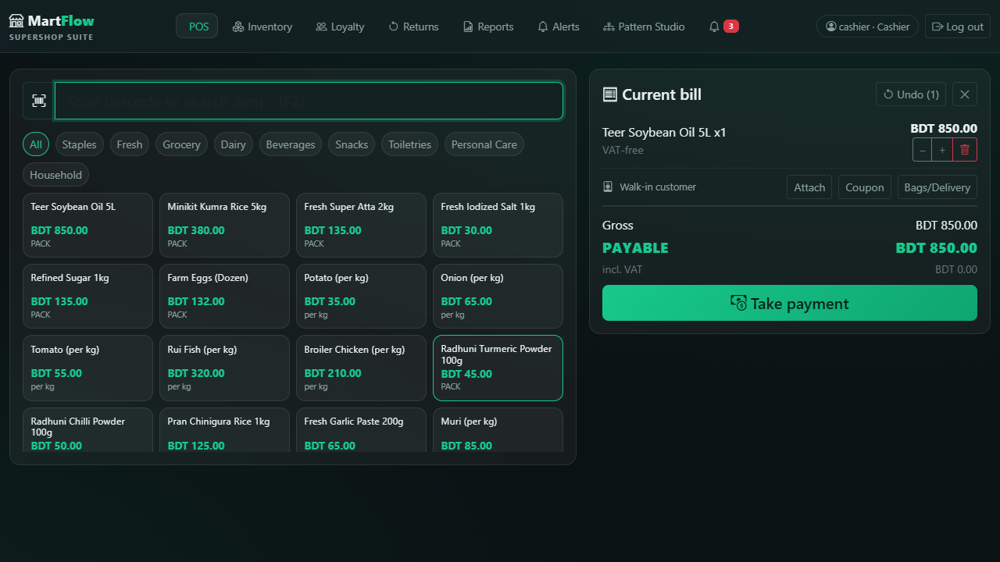 MartFlow
SUPERSHOP SUITE
POS
Inventory
Loyalty
Returns
Reports
Alerts
Pattern Studio
3
cashier · Cashier
Log out
Scan barcode or search item... (F2)
All
Staples
Fresh
Grocery
Dairy
Beverages
Snacks
Toiletries
Personal Care
Household
Teer Soybean Oil 5L
BDT 850.00
PACK
Minikit Kumra Rice 5kg
BDT 380.00
PACK
Fresh Super Atta 2kg
BDT 135.00
PACK
Fresh Iodized Salt 1kg
BDT 30.00
PACK
Refined Sugar 1kg
BDT 135.00
PACK
Farm Eggs (Dozen)
BDT 132.00
PACK
Potato (per kg)
BDT 35.00
per kg
Onion (per kg)
BDT 65.00
per kg
Tomato (per kg)
BDT 55.00
per kg
Rui Fish (per kg)
BDT 320.00
per kg
Broiler Chicken (per kg)
BDT 210.00
per kg
Radhuni Turmeric Powder
100g
BDT 45.00
PACK
Radhuni Chilli Powder
100g
BDT 50.00
Pran Chinigura Rice 1kg
BDT 125.00
Fresh Garlic Paste 200g
BDT 65.00
Muri (per kg)
BDT 85.00
Current bill
Undo (1)
Teer Soybean Oil 5L x1
BDT 850.00
VAT-free
– +
Walk-in customer
Attach
Coupon
Bags/Delivery
Gross
BDT 850.00
PAYABLE
BDT 850.00
incl. VAT
BDT 0.00
Take payment